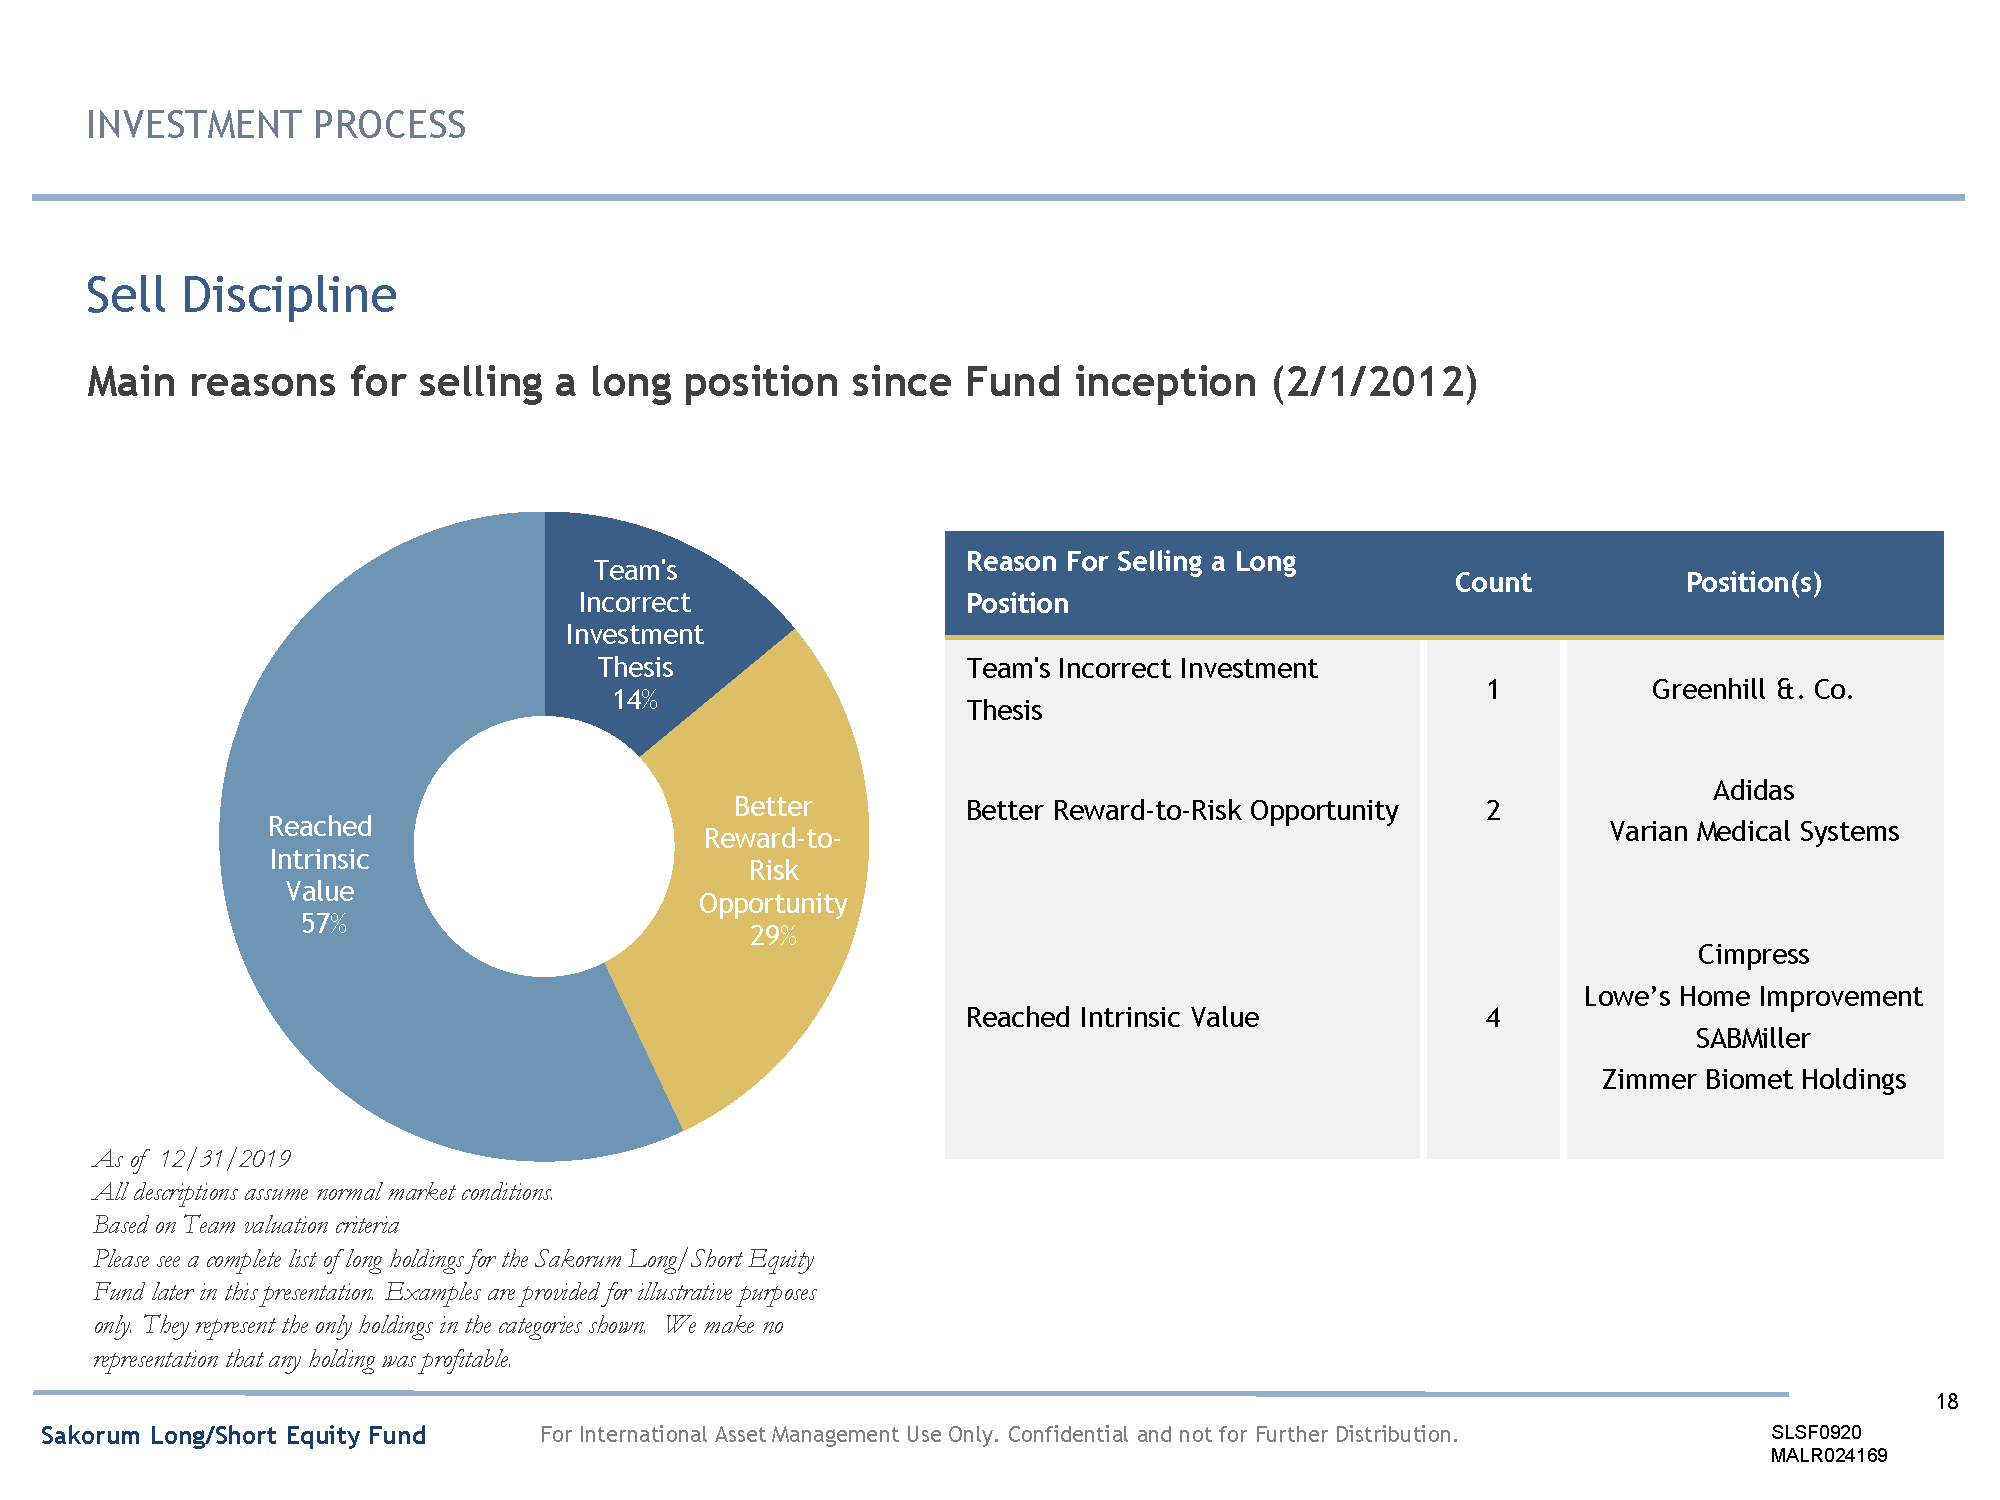 INVESTMENT PROCESS
Sell Discipline
Main reasons for selling a long position since Fund inception (2/1/2012)
Team's
Incorrect
Investment
Thesis
14%
Better
Reward-to-
Risk
Opportunity
29%
Reached
Intrinsic
Value
57%
Reason For Selling a Long
Position
Count
Position(s)
Team's Incorrect Investment
Thesis
1
Greenhill &. Co.
Better Reward-to-Risk Opportunity
2
Adidas
Varian Medical Systems
Reached Intrinsic Value
4
Cimpress
Lowe’s Home Improvement
SABMiller
Zimmer Biomet Holdings
As of 12/31/2019
All descriptions assume normal market conditions.
Based on Team valuation criteria
Please see a complete list of long holdings for the Sakorum Long/Short Equity
Fund later in this presentation. Examples are provided for illustrative purposes
only. They represent the only holdings in the categories shown. We make no
representation that any holding was profitable.
18
Sakorum Long/Short Equity Fund
For International Asset Management Use Only. Confidential and not for Further Distribution.
SLSF0920
MALR024169